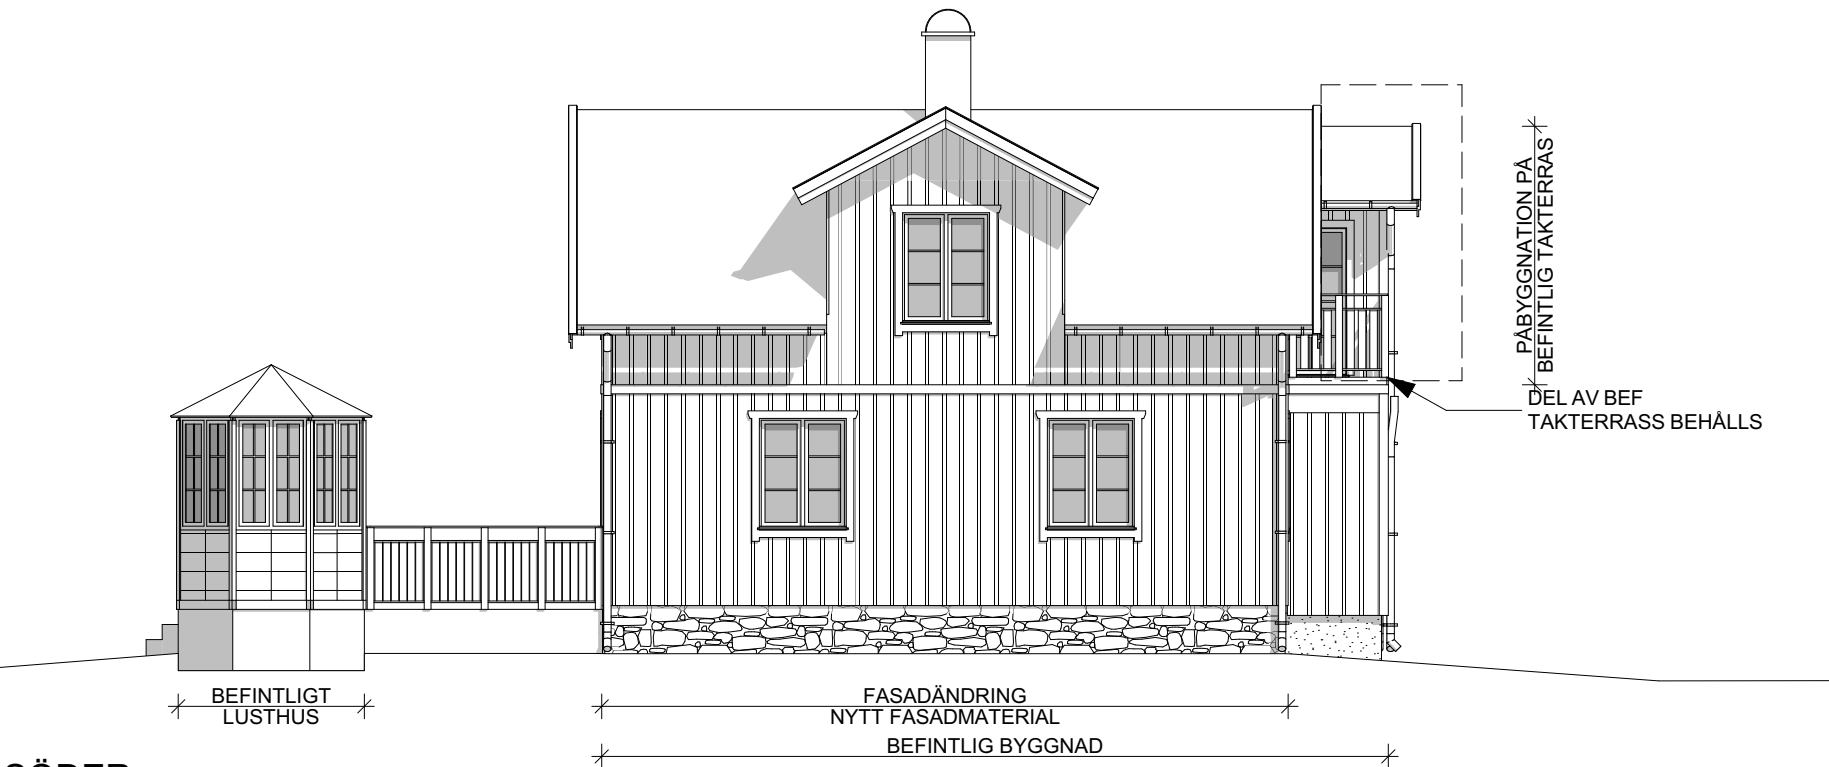 PÅBYGGNATION PÅ
BEFINTLIG TAKTERRAS
DEL AV BEF
TAKTERRASS BEHÅLLS
BEFINTLIGT
LUSTHUS
FASADÄNDRING
NYTT FASADMATERIAL
BEFINTLIG BYGGNAD